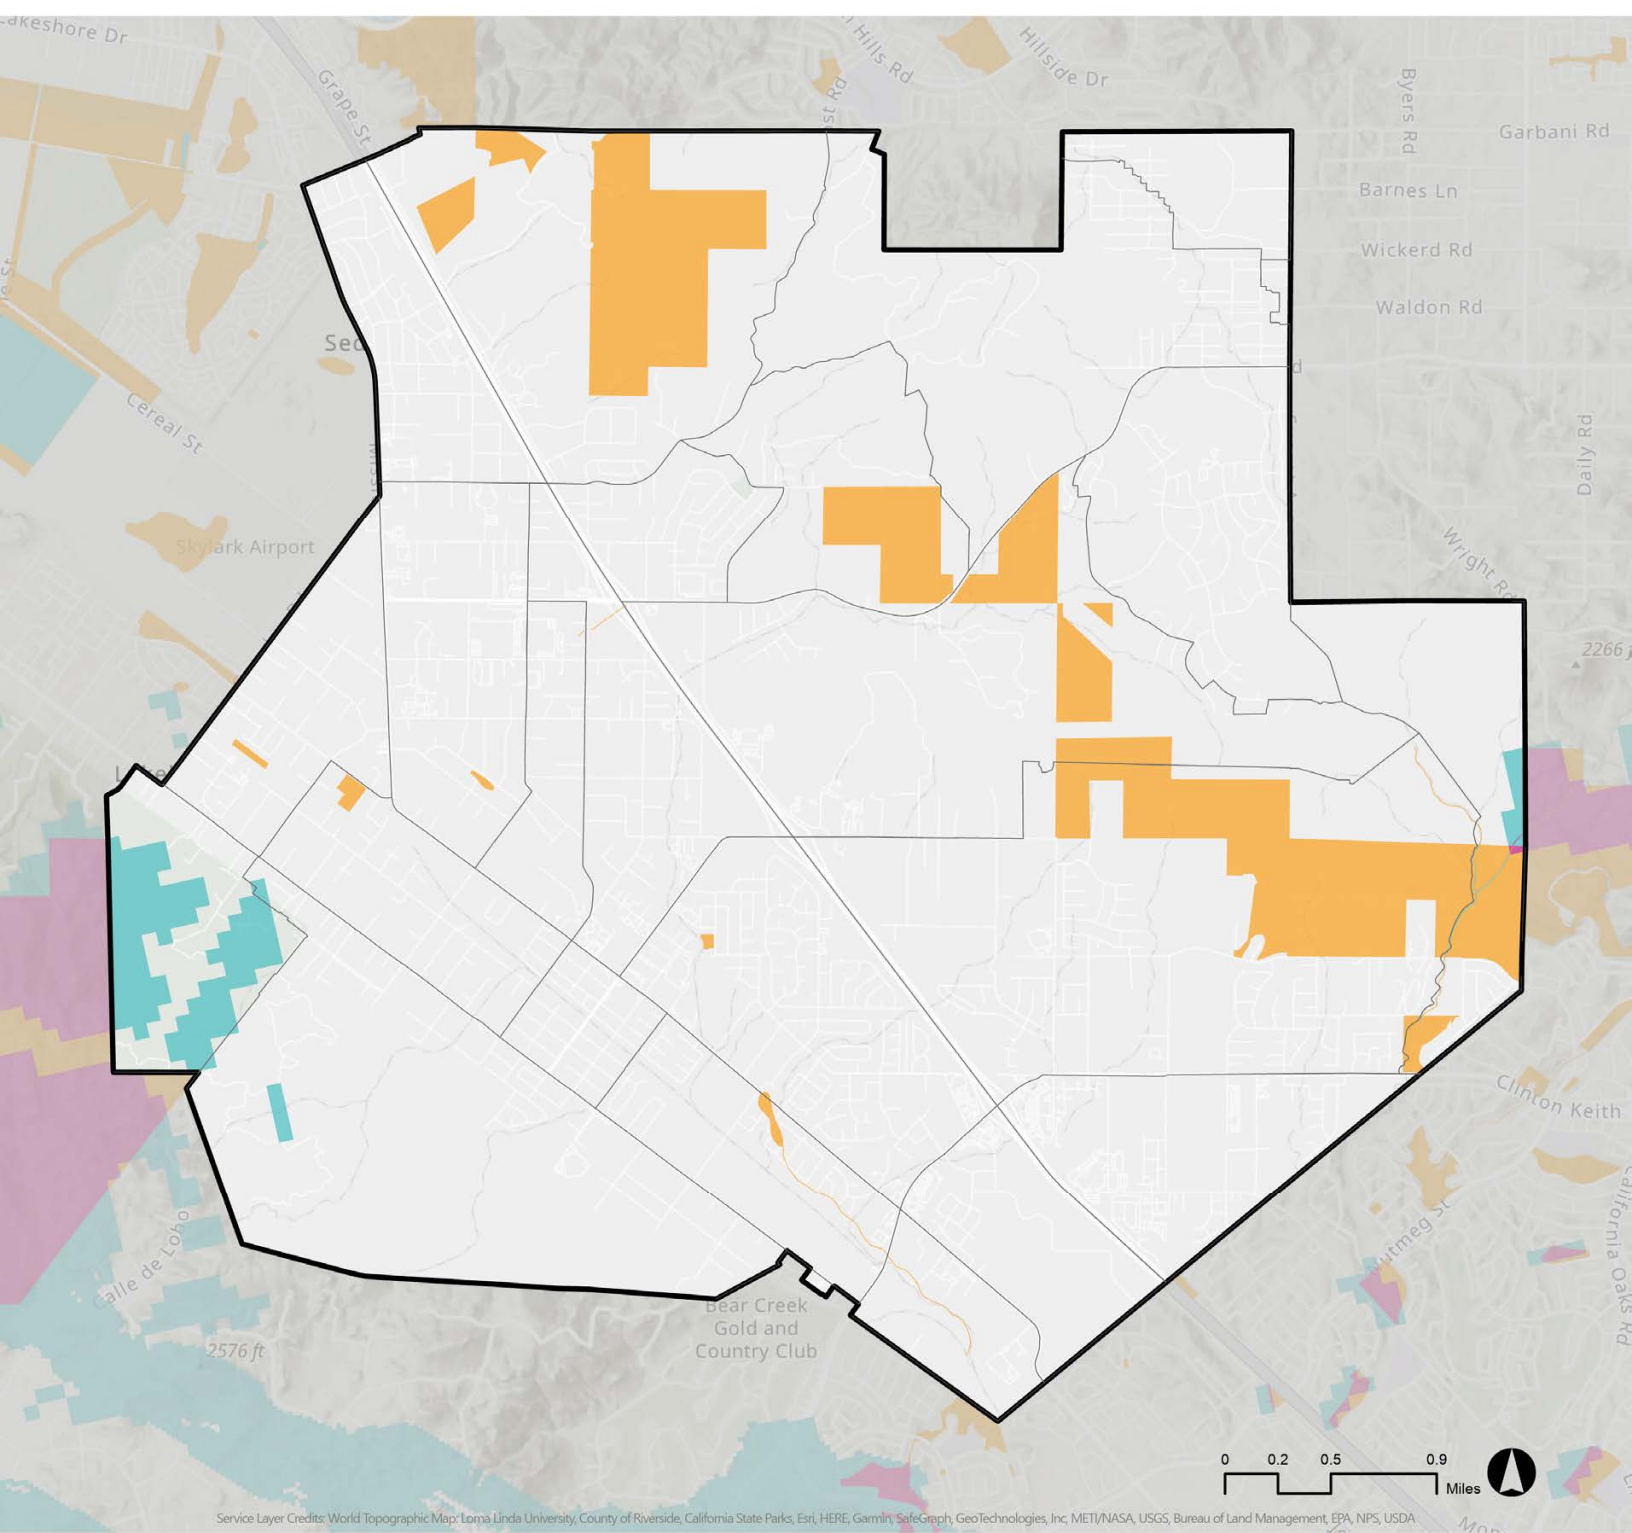 akeshore Dr
Grape St
Hills Rd
Hillside Dr
st Rd
Byers Rd
Garbani Rd
Barnes Ln
Wickerd Rd
Waldon Rd
Sed
Cereal St
Daily Rd
Skylark Airport
Wright Rd
2266 f
Clinton Keith
Nutmeg St
California Oaks Rd
Calle de Lobo
2576 ft
Bear Creek
Gold and
Country Club
0 0.2 0.5 0.9
Miles
Service Layer Credits: World Topographic Map: Loma Linda University, County of Riverside, California State Parks, Esri, HERE, Garmin, SafeGraph, GeoTechnologies, Inc, METI/NASA, USGS, Bureau of Land Management, EPA, NPS, USDA